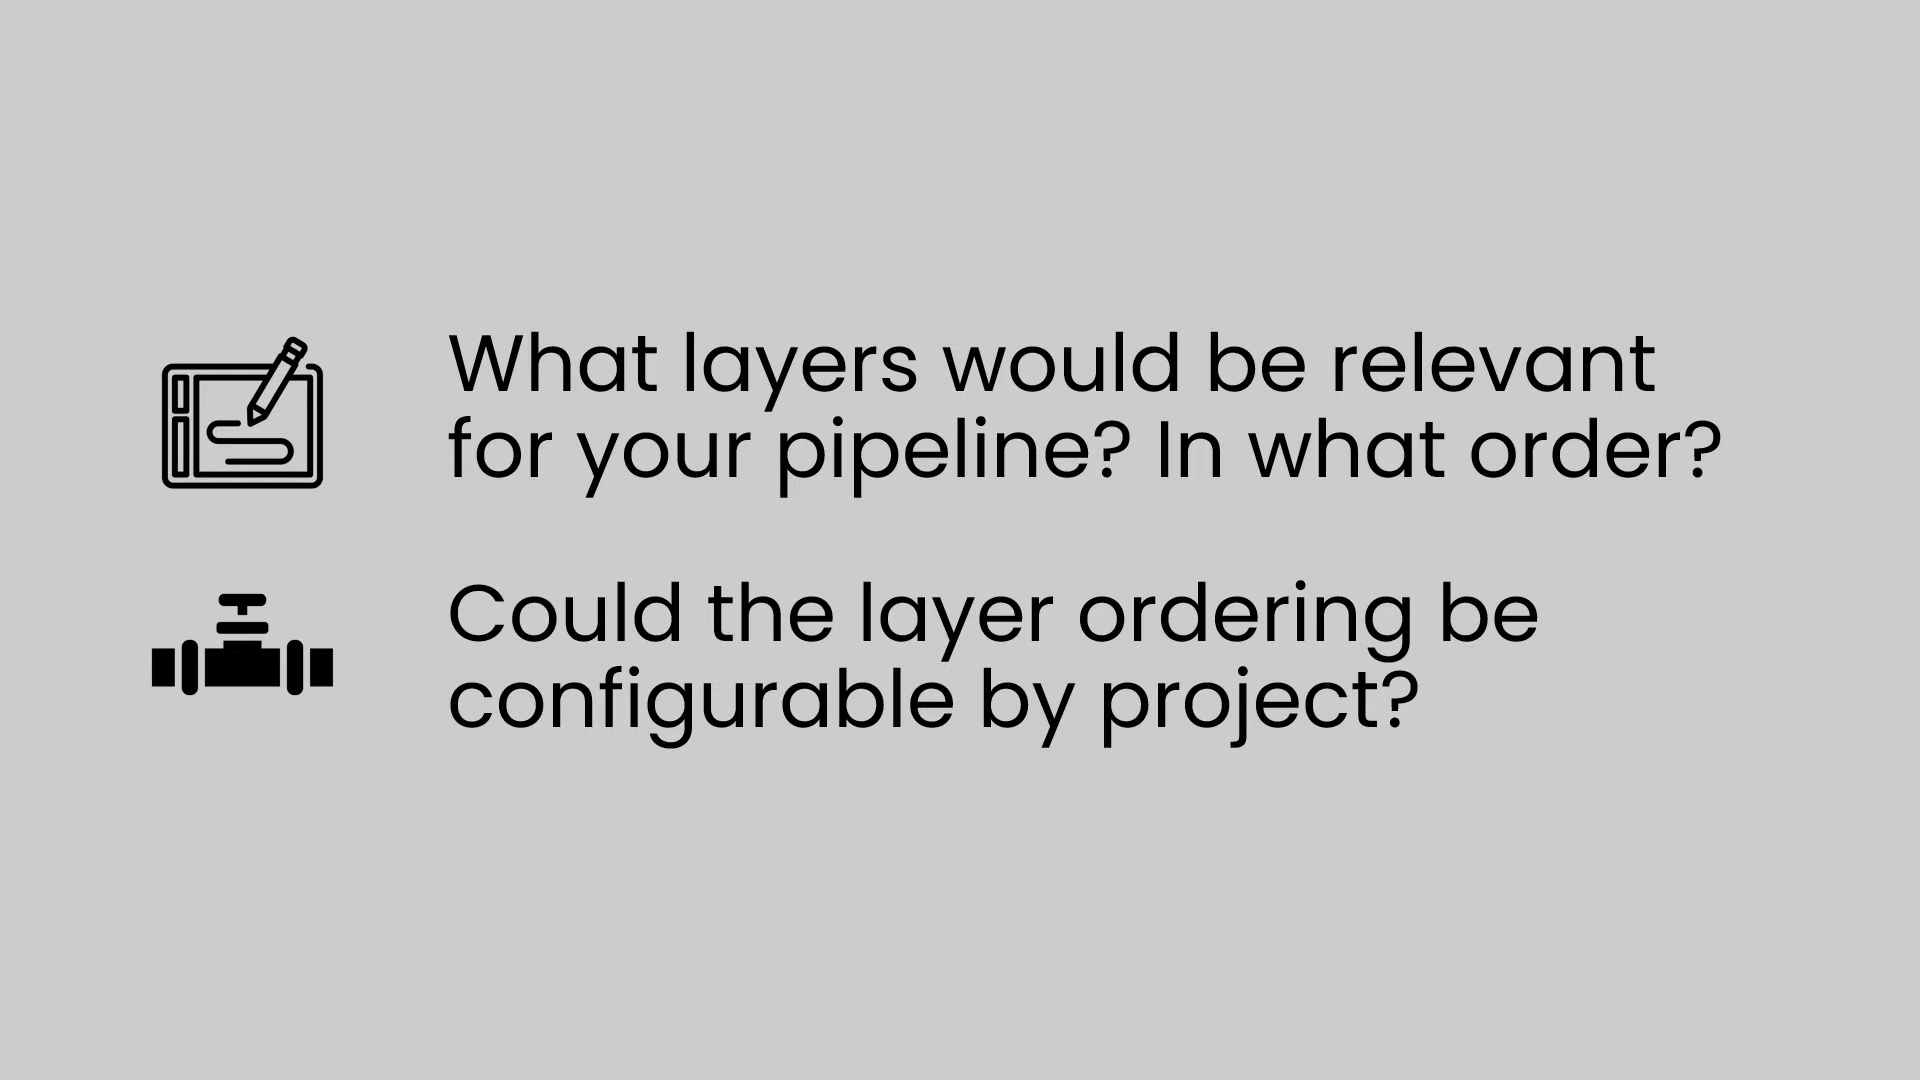 What layers would be relevant
for your pipeline? In what order?
Could the layer ordering be
configurable by project?